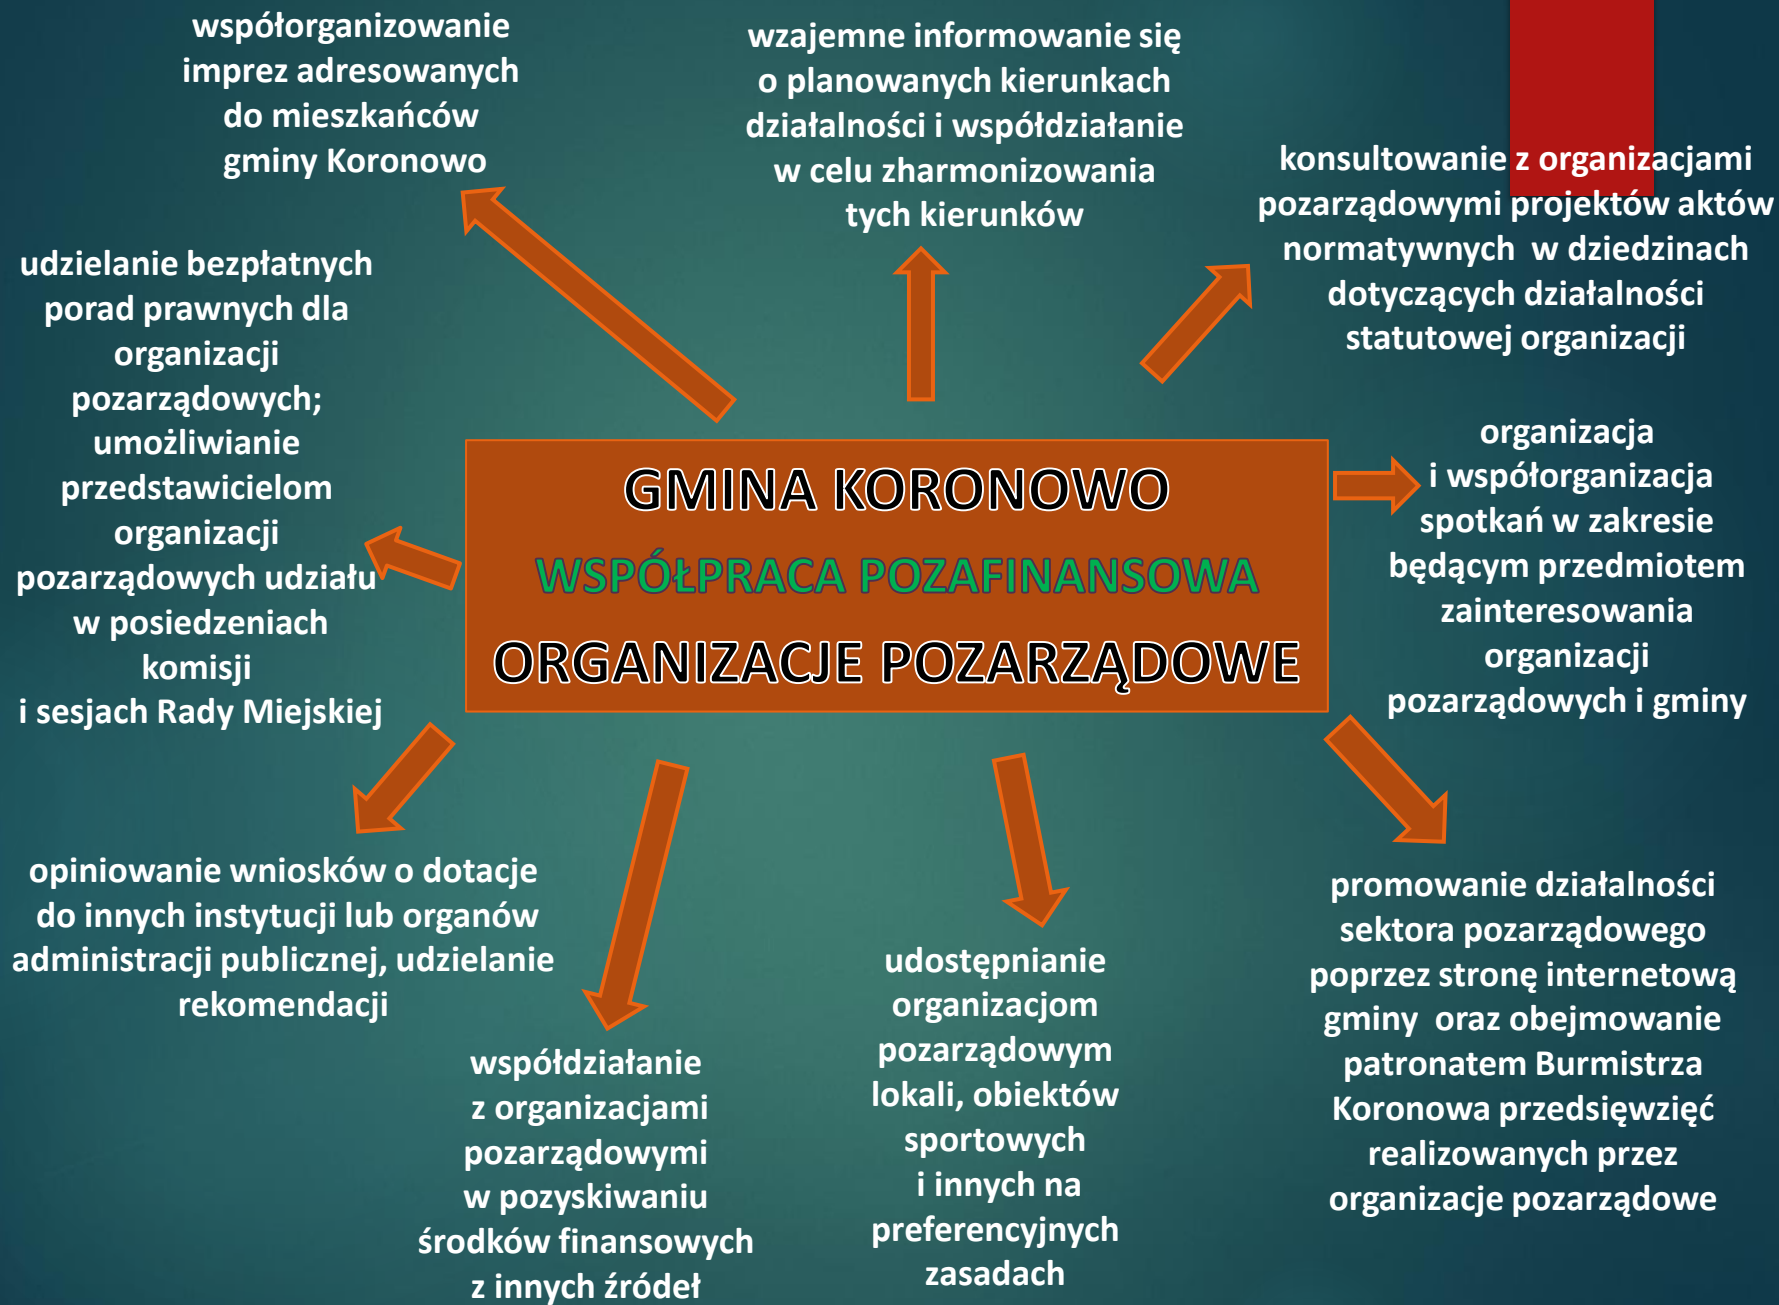 współorganizowanie
imprez adresowanych
do mieszkańców
gminy Koronowo
wzajemne informowanie się
o planowanych kierunkach
działalności i współdziałanie
w celu zharmonizowania
tych kierunków
konsultowanie z organizacjami
pozarządowymi projektów aktów
normatywnych w dziedzinach
dotyczących działalności
statutowej organizacji
udzielanie bezpłatnych
porad prawnych dla
organizacji
pozarządowych;
umożliwianie
przedstawicielom
organizacji
pozarządowych udziału
w posiedzeniach
komisji
i sesjach Rady Miejskiej
GMINA KORONOWO
WSPÓŁPRACA POZAFINANSOWA
ORGANIZACJE POZARZĄDOWE
organizacja
i współorganizacja
spotkań w zakresie
będącym przedmiotem
zainteresowania
organizacji
pozarządowych i gminy
opiniowanie wniosków o dotacje
do innych instytucji lub organów
administracji publicznej, udzielanie
rekomendacji
współdziałanie
z organizacjami
pozarządowymi
w pozyskiwaniu
środków finansowych
z innych źródeł
udostępnianie
organizacjom
pozarządowym
lokali, obiektów
sportowych
i innych na
preferencyjnych
zasadach
promowanie działalności
sektora pozarządowego
poprzez stronę internetową
gminy oraz obejmowanie
patronatem Burmistrza
Koronowa przedsięwzięć
realizowanych przez
organizacje pozarządowe